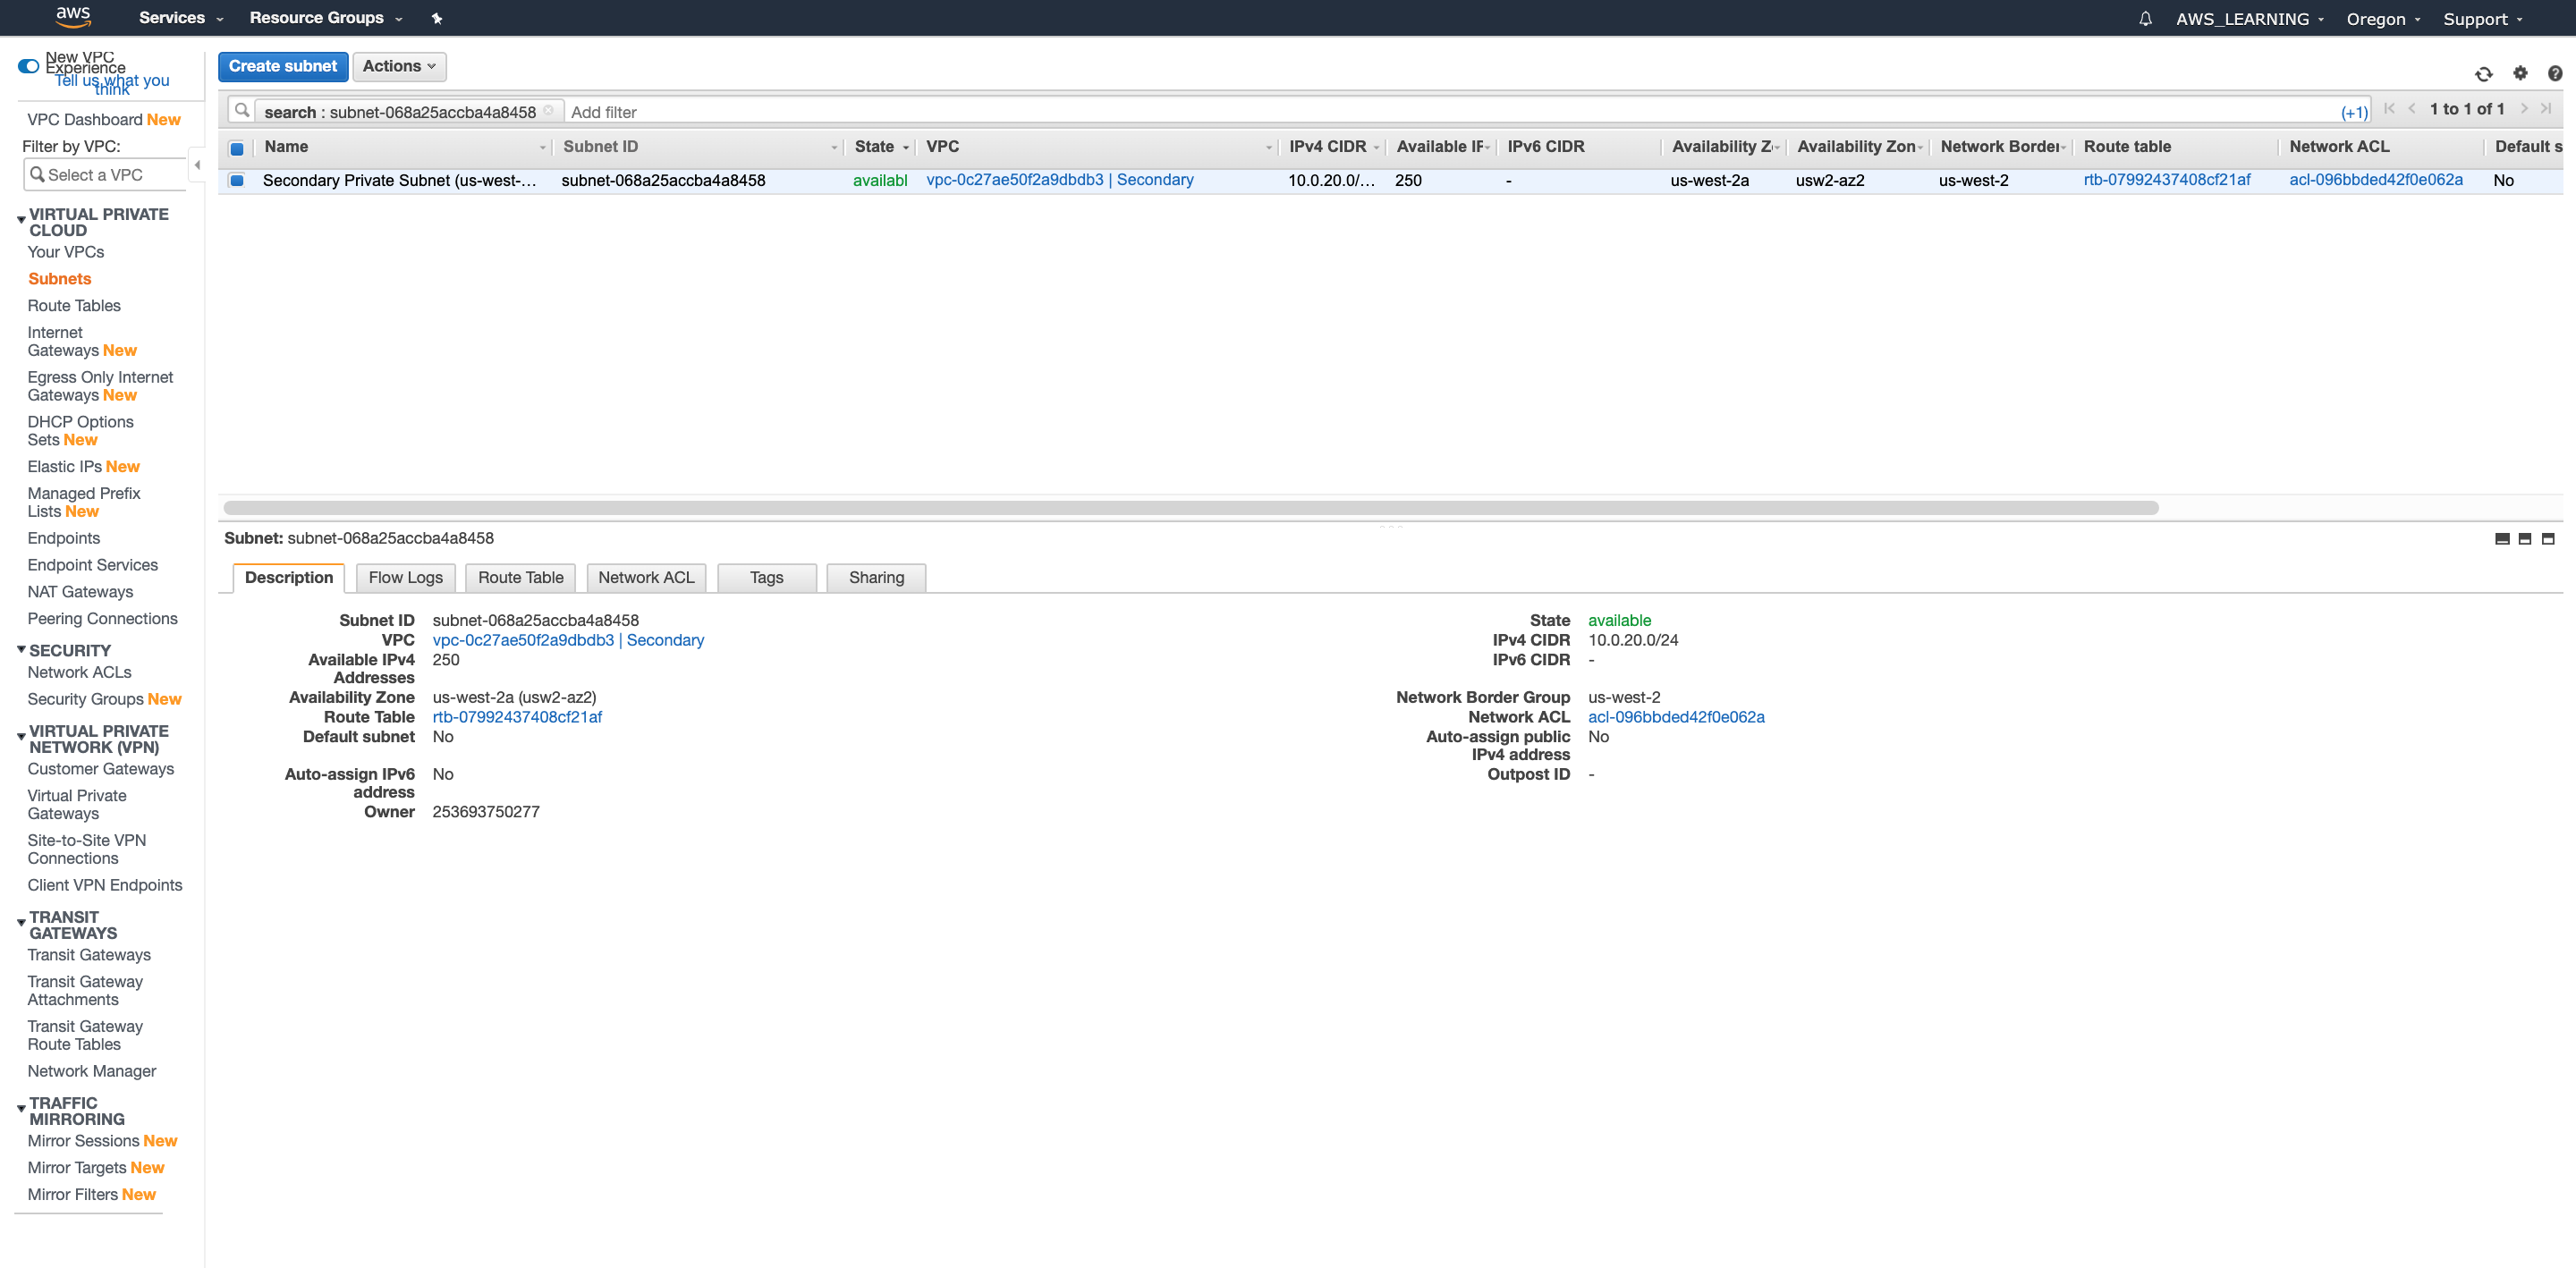 aws Services Resource Groups AWS_LEARNING Oregon Support
New VPC
Experience
Tell us what you
think
VPC Dashboard New
Filter by VPC:
Select a VPC
VIRTUAL PRIVATE
CLOUD
Your VPCs
Subnets
Route Tables
Internet
Gateways New
Egress Only Internet
Gateways New
DHCP Options
Sets New
Elastic IPs New
Managed Prefix
Lists New
Endpoints
Endpoint Services
NAT Gateways
Peering Connections
SECURITY
Network ACLs
Security Groups New
VIRTUAL PRIVATE
NETWORK (VPN)
Customer Gateways
Virtual Private
Gateways
Site-to-Site VPN
Connections
Client VPN Endpoints
TRANSIT
GATEWAYS
Transit Gateways
Transit Gateway
Attachments
Transit Gateway
Route Tables
Network Manager
TRAFFIC
MIRRORING
Mirror Sessions New
Mirror Targets New
Mirror Filters New
Create subnet Actions
search : subnet-068a25accba4a8458 Add filter (+1) 1 to 1 of 1
Name Subnet ID State VPC IPv4 CIDR Available IP IPv6 CIDR Availability Z Availability Zon Network Border Route table Network ACL Default s
Secondary Private Subnet (us-west-... subnet-068a25accba4a8458 availabl vpc-0c27ae50f2a9dbdb3 | Secondary 10.0.20.0/... 250 - us-west-2a usw2-az2 us-west-2 rtb-07992437408cf21af acl-096bbded42f0e062a No
Subnet: subnet-068a25accba4a8458
Description Flow Logs Route Table Network ACL Tags Sharing
Subnet ID subnet-068a25accba4a8458 State available
VPC vpc-0c27ae50f2a9dbdb3 | Secondary IPv4 CIDR 10.0.20.0/24
Available IPv4 250 IPv6 CIDR -
Addresses
Availability Zone us-west-2a (usw2-az2) Network Border Group us-west-2
Route Table rtb-07992437408cf21af Network ACL acl-096bbded42f0e062a
Default subnet No Auto-assign public No
IPv4 address
Auto-assign IPv6 No Outpost ID -
address
Owner 253693750277